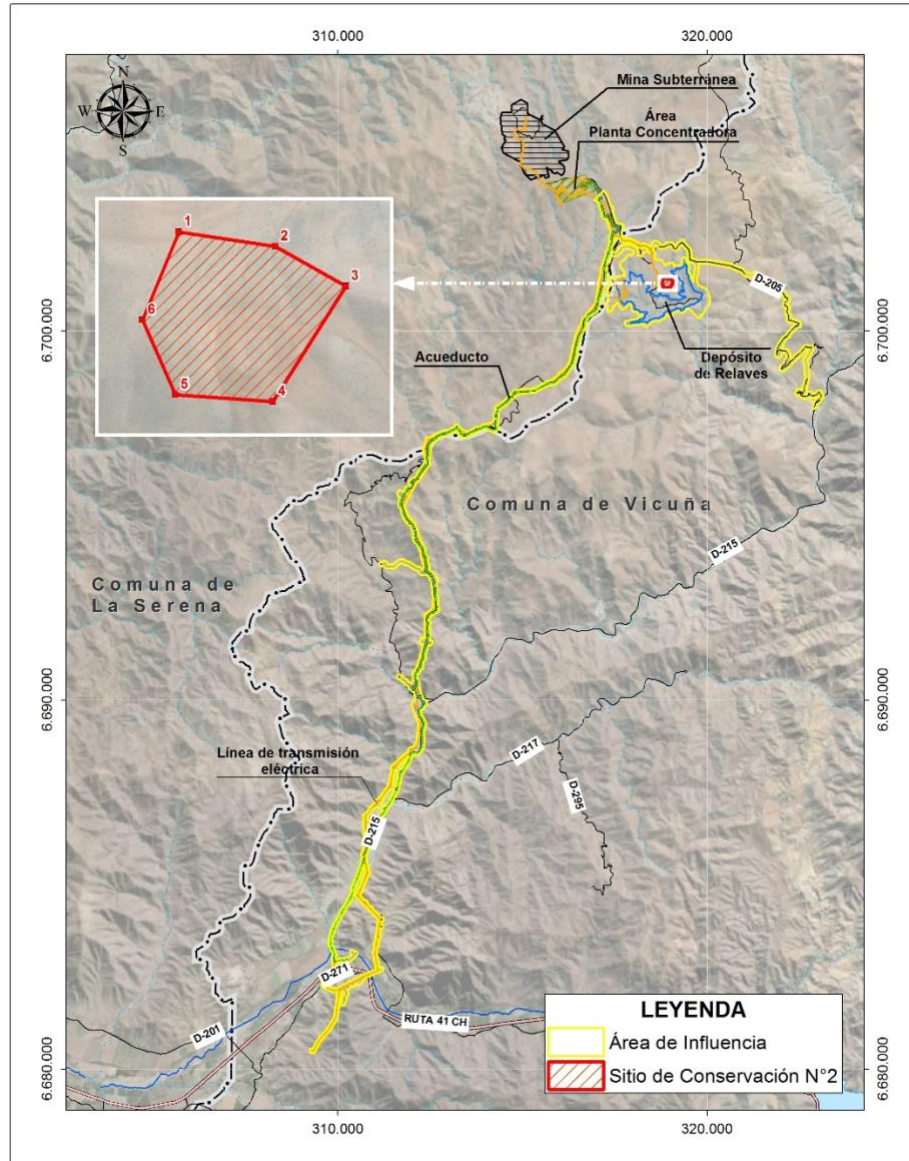 310.000
320.000
N
W
E
S
Mina Subterránea
Área
Planta Concentradora
1
2
3
4
5
6
D-205
6.700.000
6.700.000
Acueducto
Depósito
de Relaves
Comuna de Vicuña
D-215
Comuna de
La Serena
6.690.000
6.690.000
D-217
Línea de transmisión
eléctrica
D-295
D-215
D-271
D-201
RUTA 41 CH
LEYENDA
Área de Influencia
Sitio de Conservación N°2
6.680.000
6.680.000
310.000
320.000